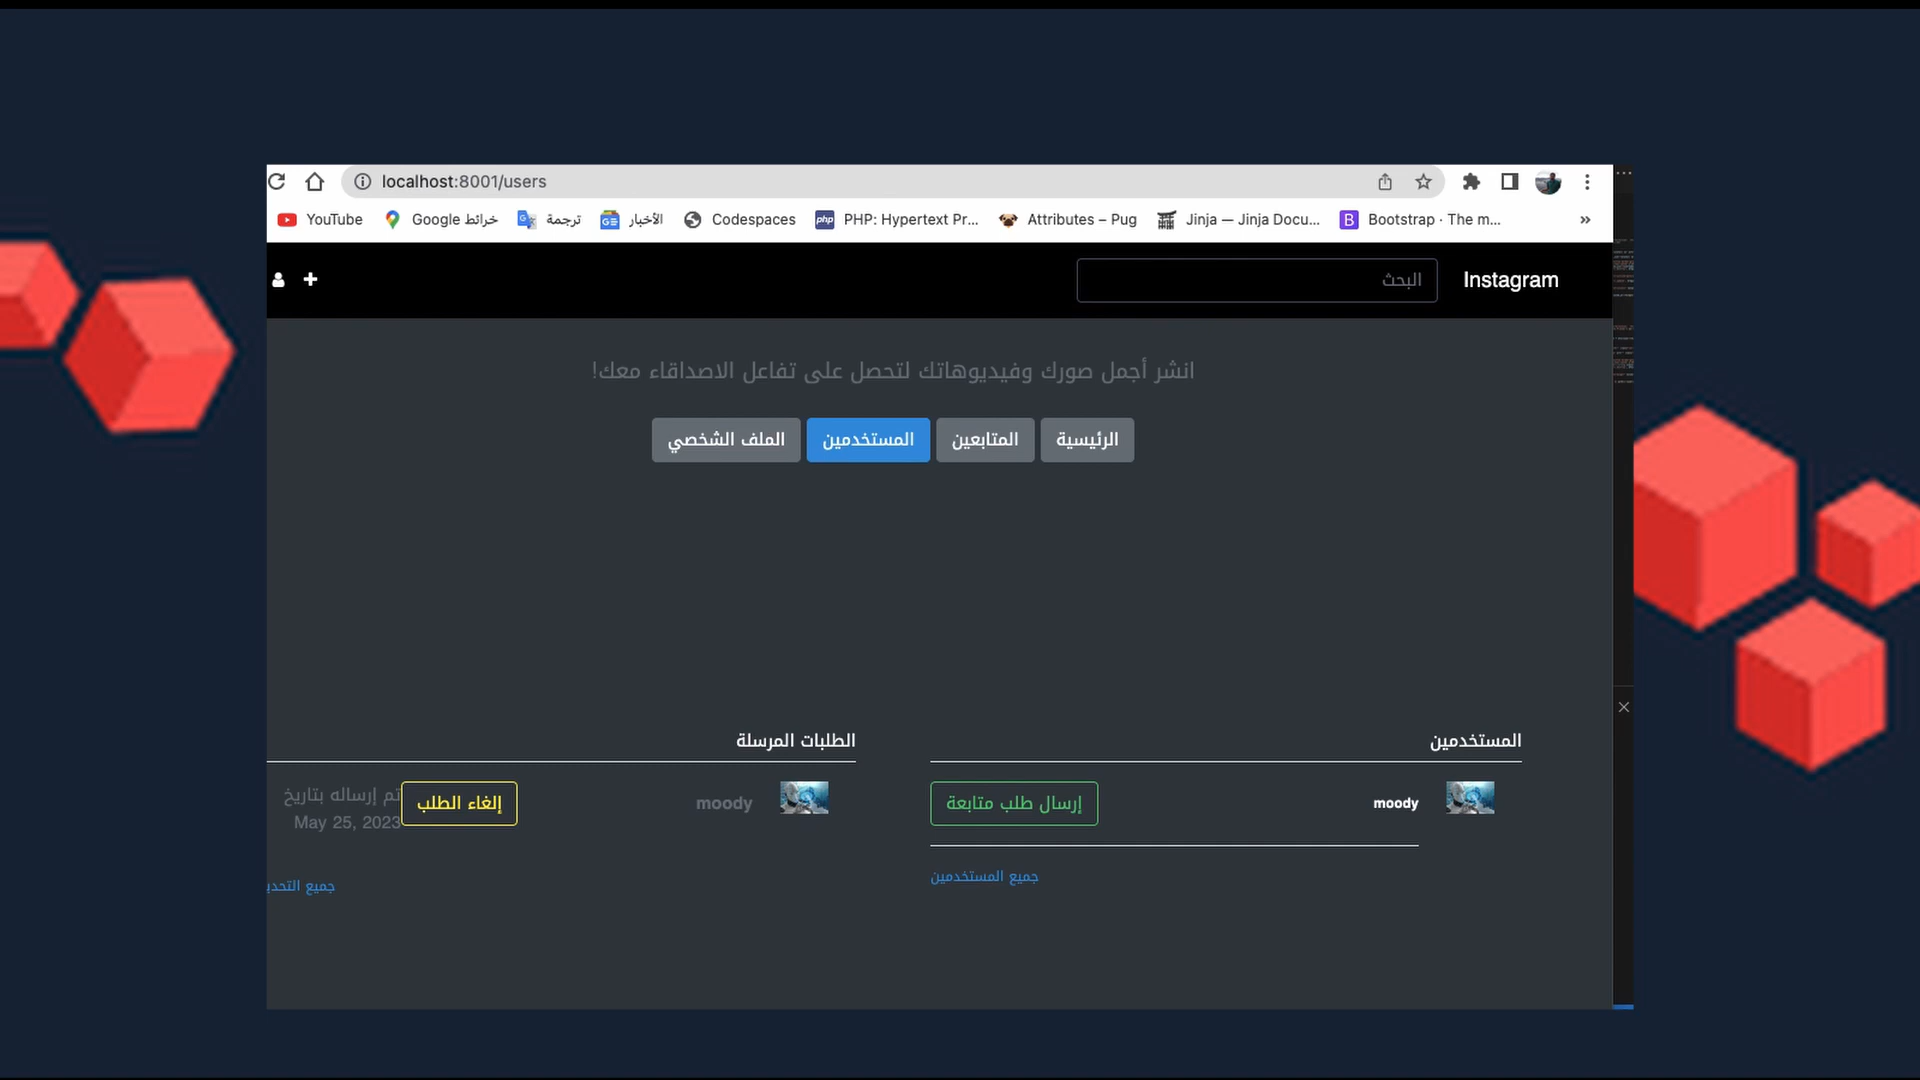 localhost:8001/users
YouTube
خرائط Google
ترجمة
الأخبار
Codespaces
PHP: Hypertext Pr...
Attributes – Pug
Jinja — Jinja Docu...
Bootstrap · The m...
Instagram
البحث
انشر أجمل صورك وفيديوهاتك لتحصل على تفاعل الاصدقاء معك!
الرئيسية
المتابعين
المستخدمين
الملف الشخصي
المستخدمين
moody
إرسال طلب متابعة
جميع المستخدمين
الطلبات المرسلة
moody
إلغاء الطلب
تم إرساله بتاريخ
May 25, 2023
جميع